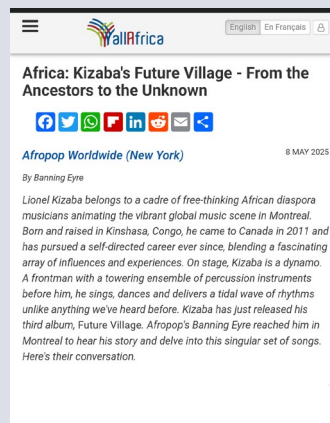 allAfrica
English En Français
Africa: Kizaba's Future Village - From the
Ancestors to the Unknown
Afropop Worldwide (New York)
8 MAY 2025
By Banning Eyre
Lionel Kizaba belongs to a cadre of free-thinking African diaspora
musicians animating the vibrant global music scene in Montreal.
Born and raised in Kinshasa, Congo, he came to Canada in 2011 and
has pursued a self-directed career ever since, blending a fascinating
array of influences and experiences. On stage, Kizaba is a dynamo.
A frontman with a towering ensemble of percussion instruments
before him, he sings, dances and delivers a tidal wave of rhythms
unlike anything we've heard before. Kizaba has just released his
third album, Future Village. Afropop's Banning Eyre reached him in
Montreal to hear his story and delve into this singular set of songs.
Here's their conversation.